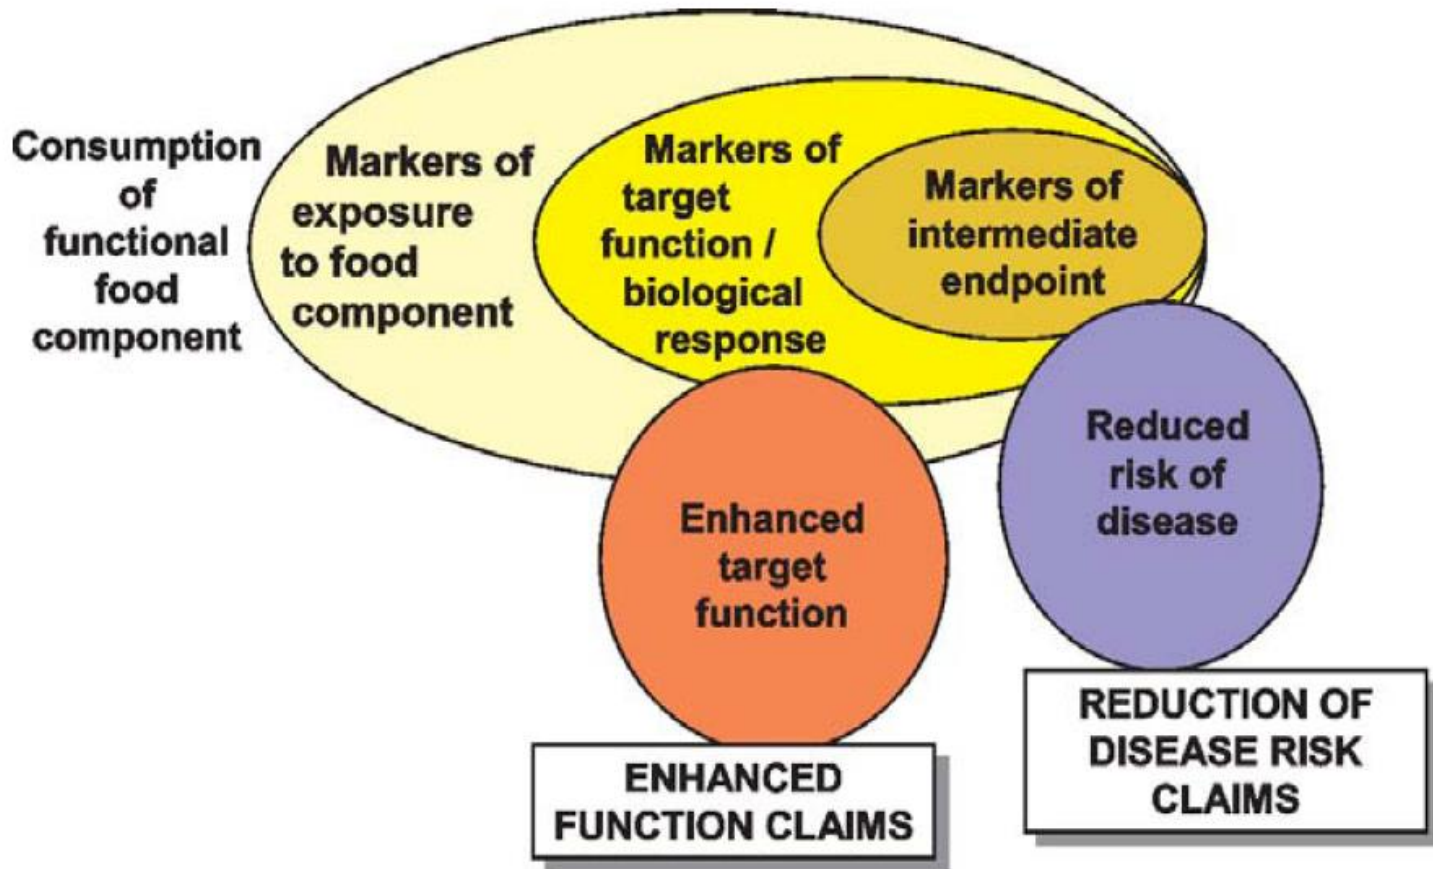 Consumption
of
functional
food
component
Markers of
exposure
to food
component
Markers of
target
function /
biological
response
Markers of
intermediate
endpoint
Enhanced
target
function
Reduced
risk of
disease
ENHANCED
FUNCTION CLAIMS
REDUCTION OF
DISEASE RISK
CLAIMS